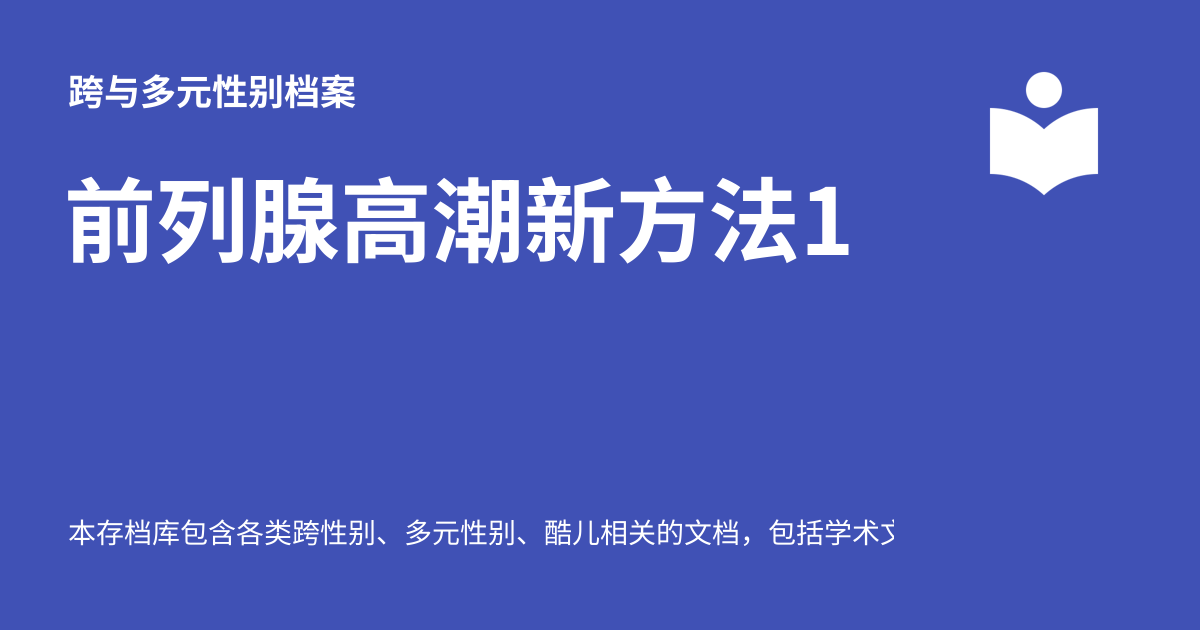 跨与多元性别档案
前列腺高潮新方法1
本存档库包含各类跨性别、多元性别、酷儿相关的文档，包括学术